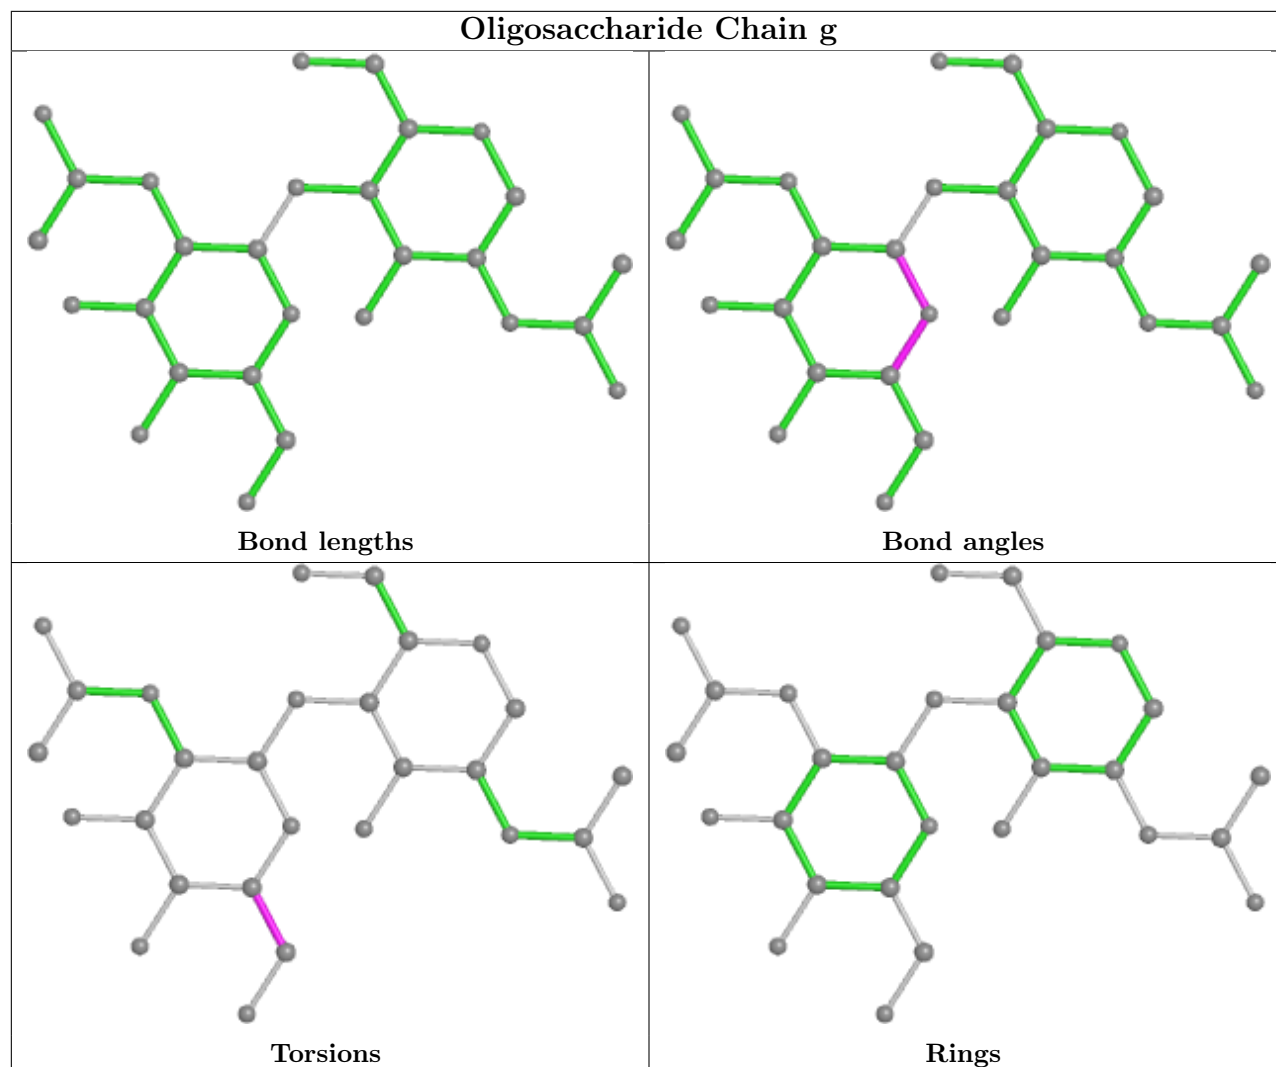 Oligosaccharide Chain g
Bond lengths
Bond angles
Torsions
Rings